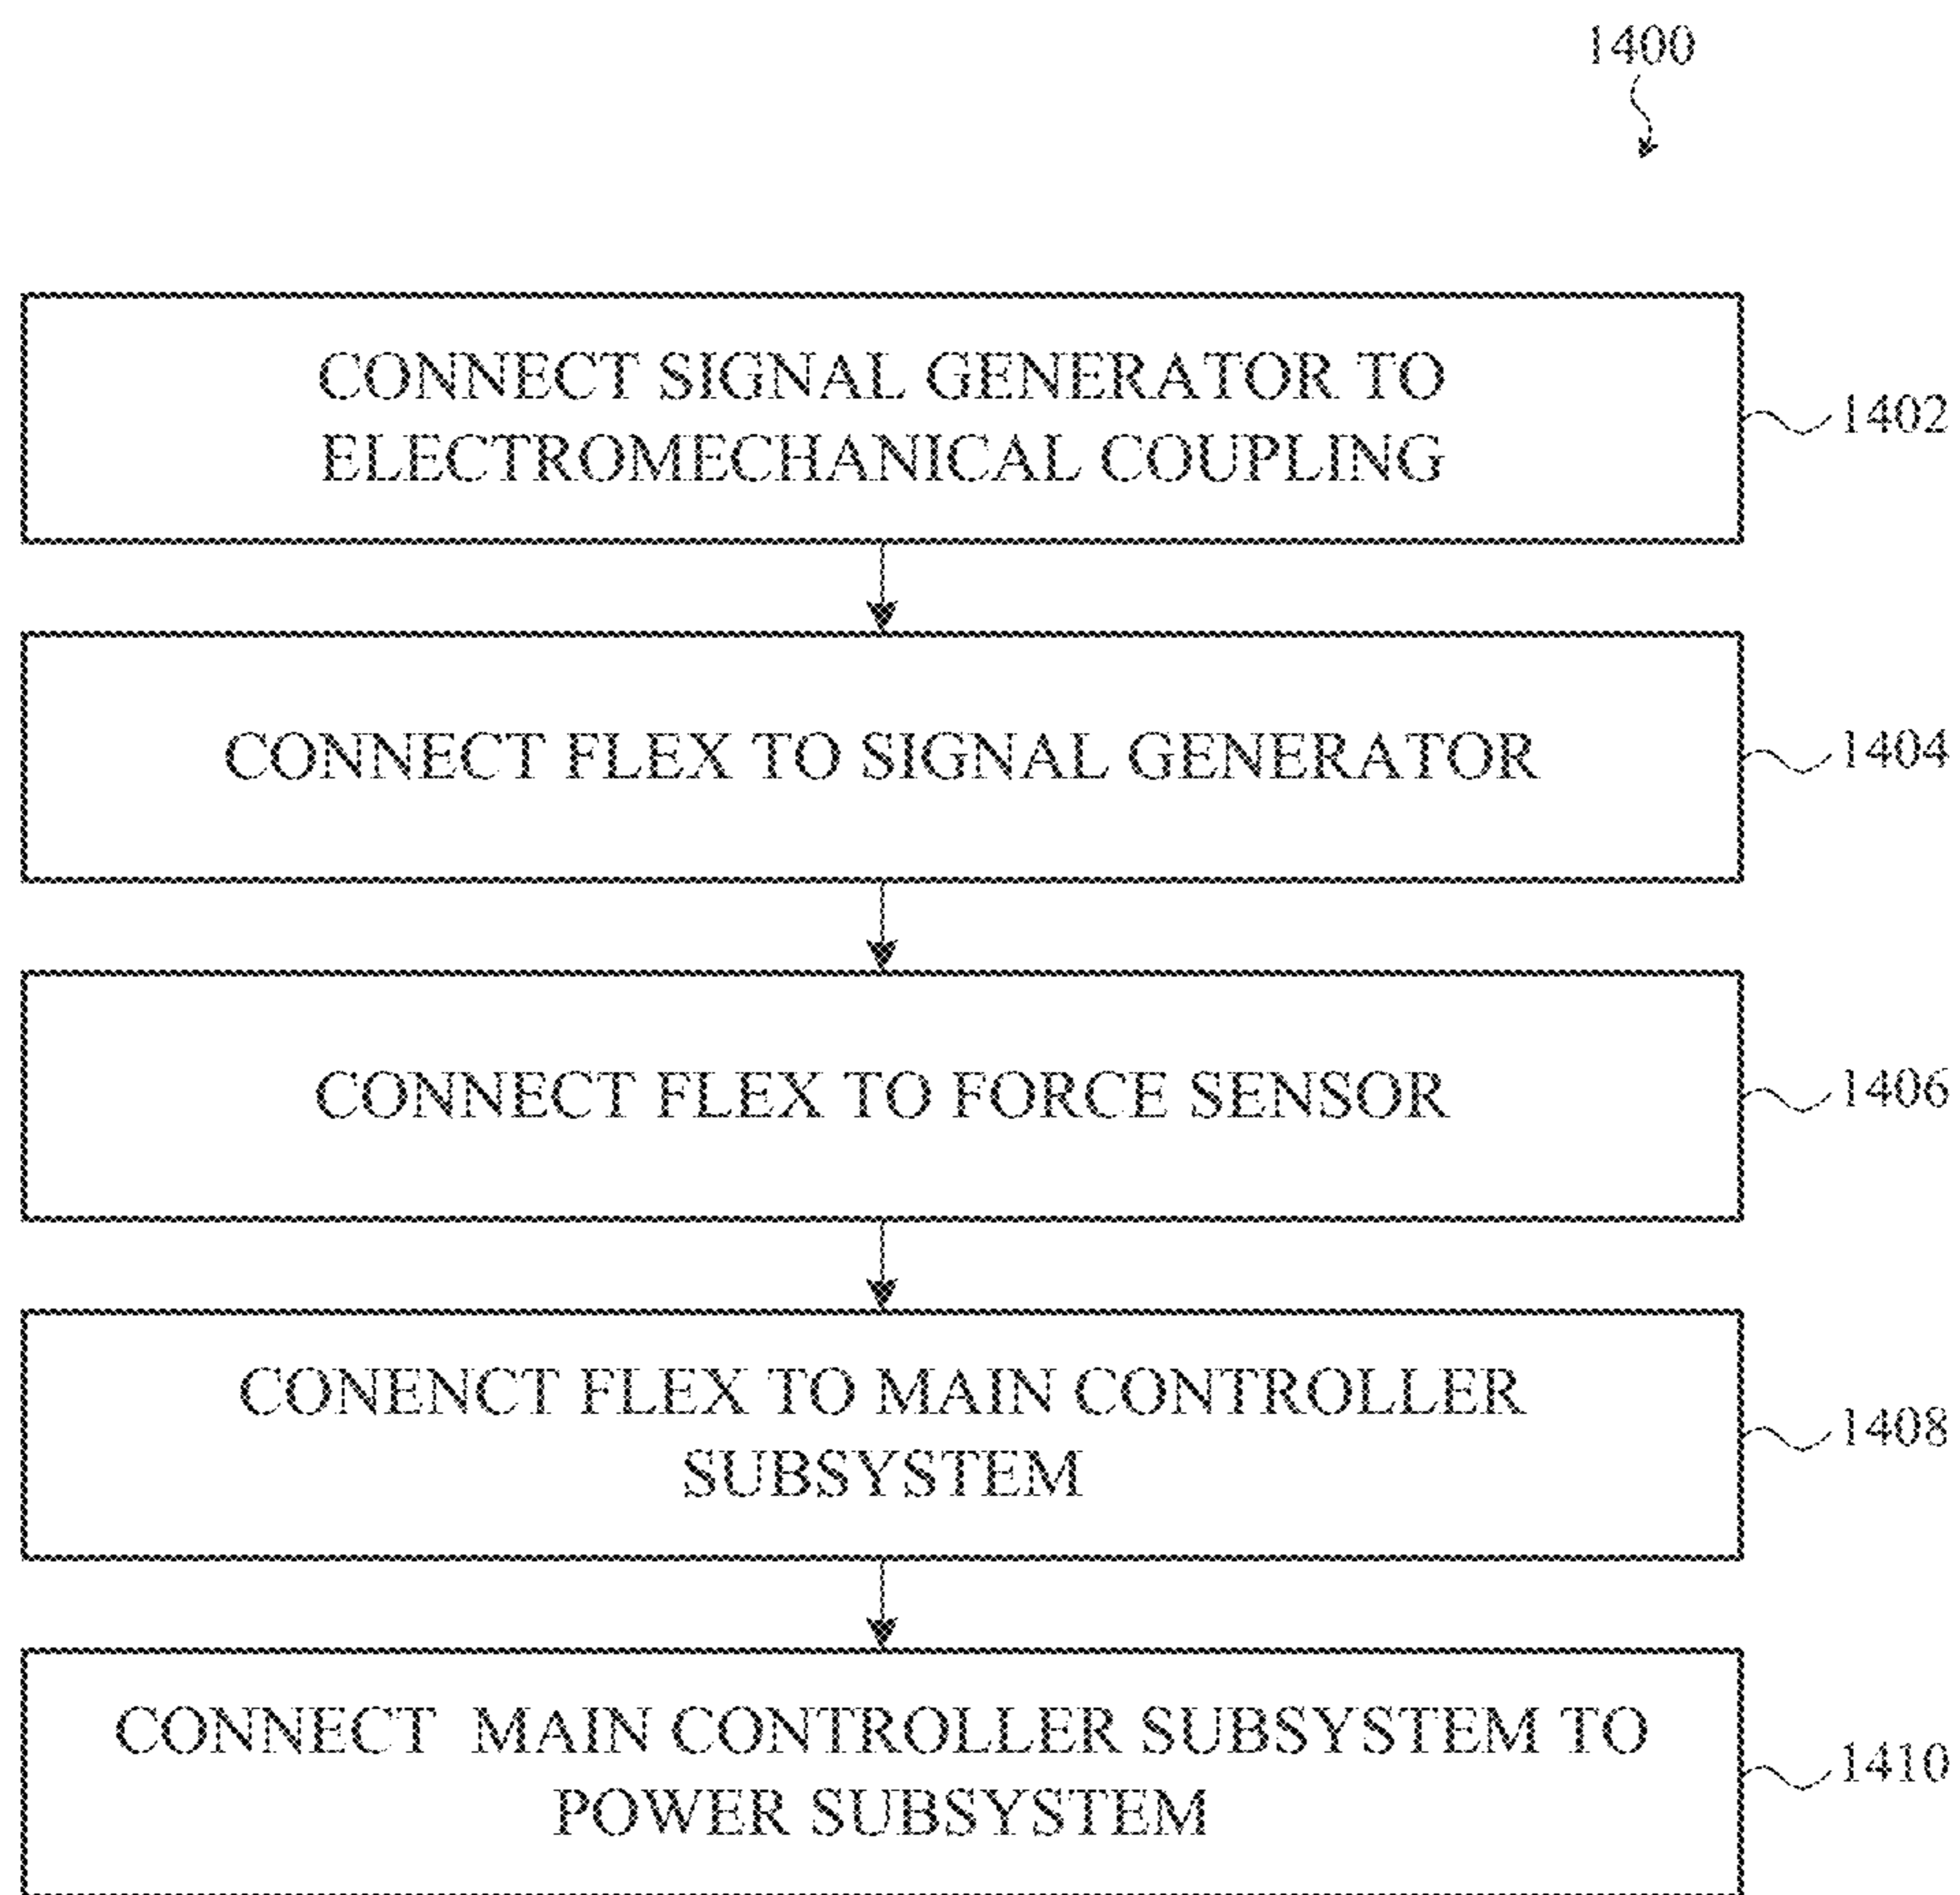 1400
CONNECT SIGNAL GENERATOR TO
ELECTROMECHANICAL COUPLING
1402
CONNECT FLEX TO SIGNAL GENERATOR
1404
CONNECT FLEX TO FORCE SENSOR
1406
CONENCT FLEX TO MAIN CONTROLLER
SUBSYSTEM
1408
CONNECT MAIN CONTROLLER SUBSYSTEM TO
POWER SUBSYSTEM
1410